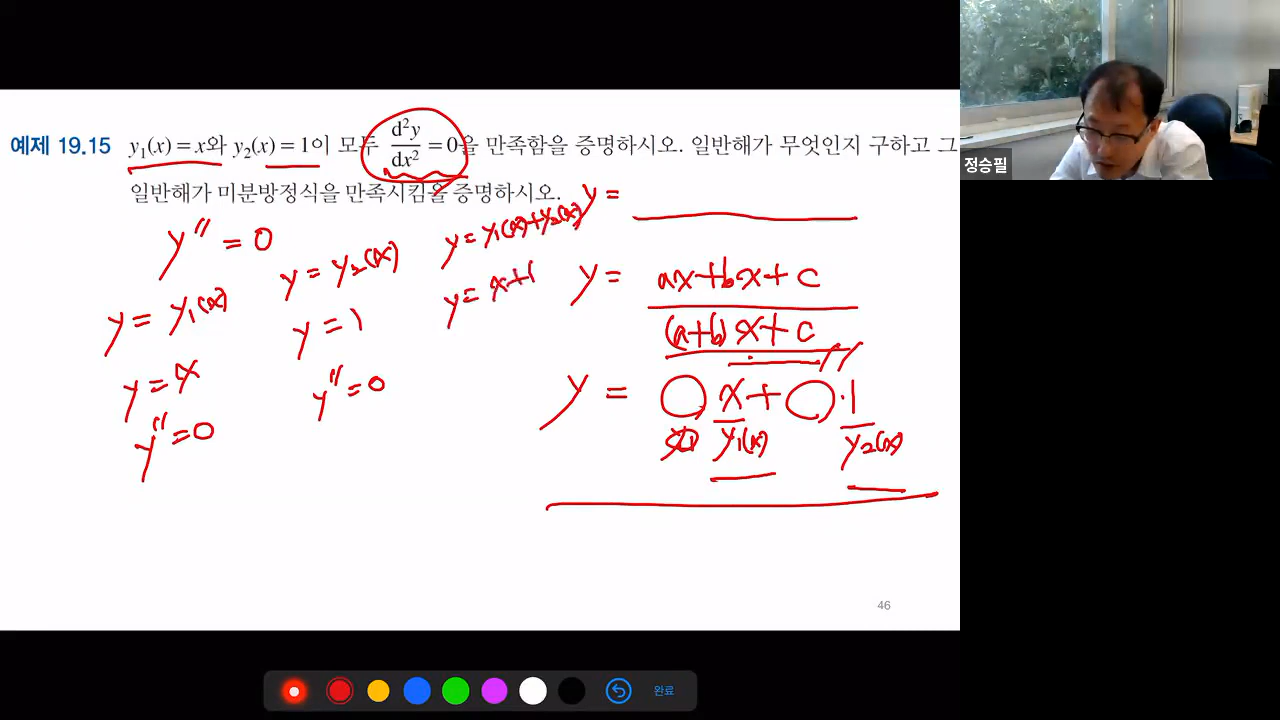 예제 19.15 y₁(x) = x와 y₂(x) = 1이 모두 d²y/dx² = 0을 만족함을 증명하시오. 일반해가 무엇인지 구하고 그
일반해가 미분방정식을 만족시킴을 증명하시오.
정승필
y'' = 0
y = y₁(x)
y = x
y'' = 0
y = y₂(x)
y = 1
y'' = 0
y = y₁(x)+y₂(x)
y = x+1
y =
y = ax+bx+c
(a+b)x+c
y = ◯x+◯·1
y₁(x) y₂(x)
46
완료